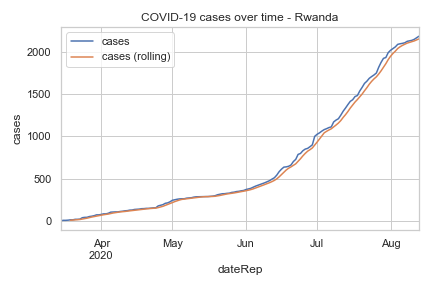 COVID-19 cases over time - Rwanda
cases
cases (rolling)
2000
1500
1000
500
0
cases
Apr
2020
May
Jun
Jul
Aug
dateRep